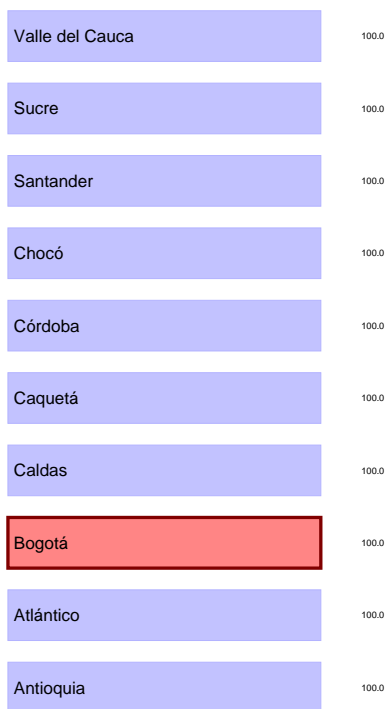 Valle del Cauca 100.0
Sucre 100.0
Santander 100.0
Chocó 100.0
Córdoba 100.0
Caquetá 100.0
Caldas 100.0
Bogotá 100.0
Atlántico 100.0
Antioquia 100.0